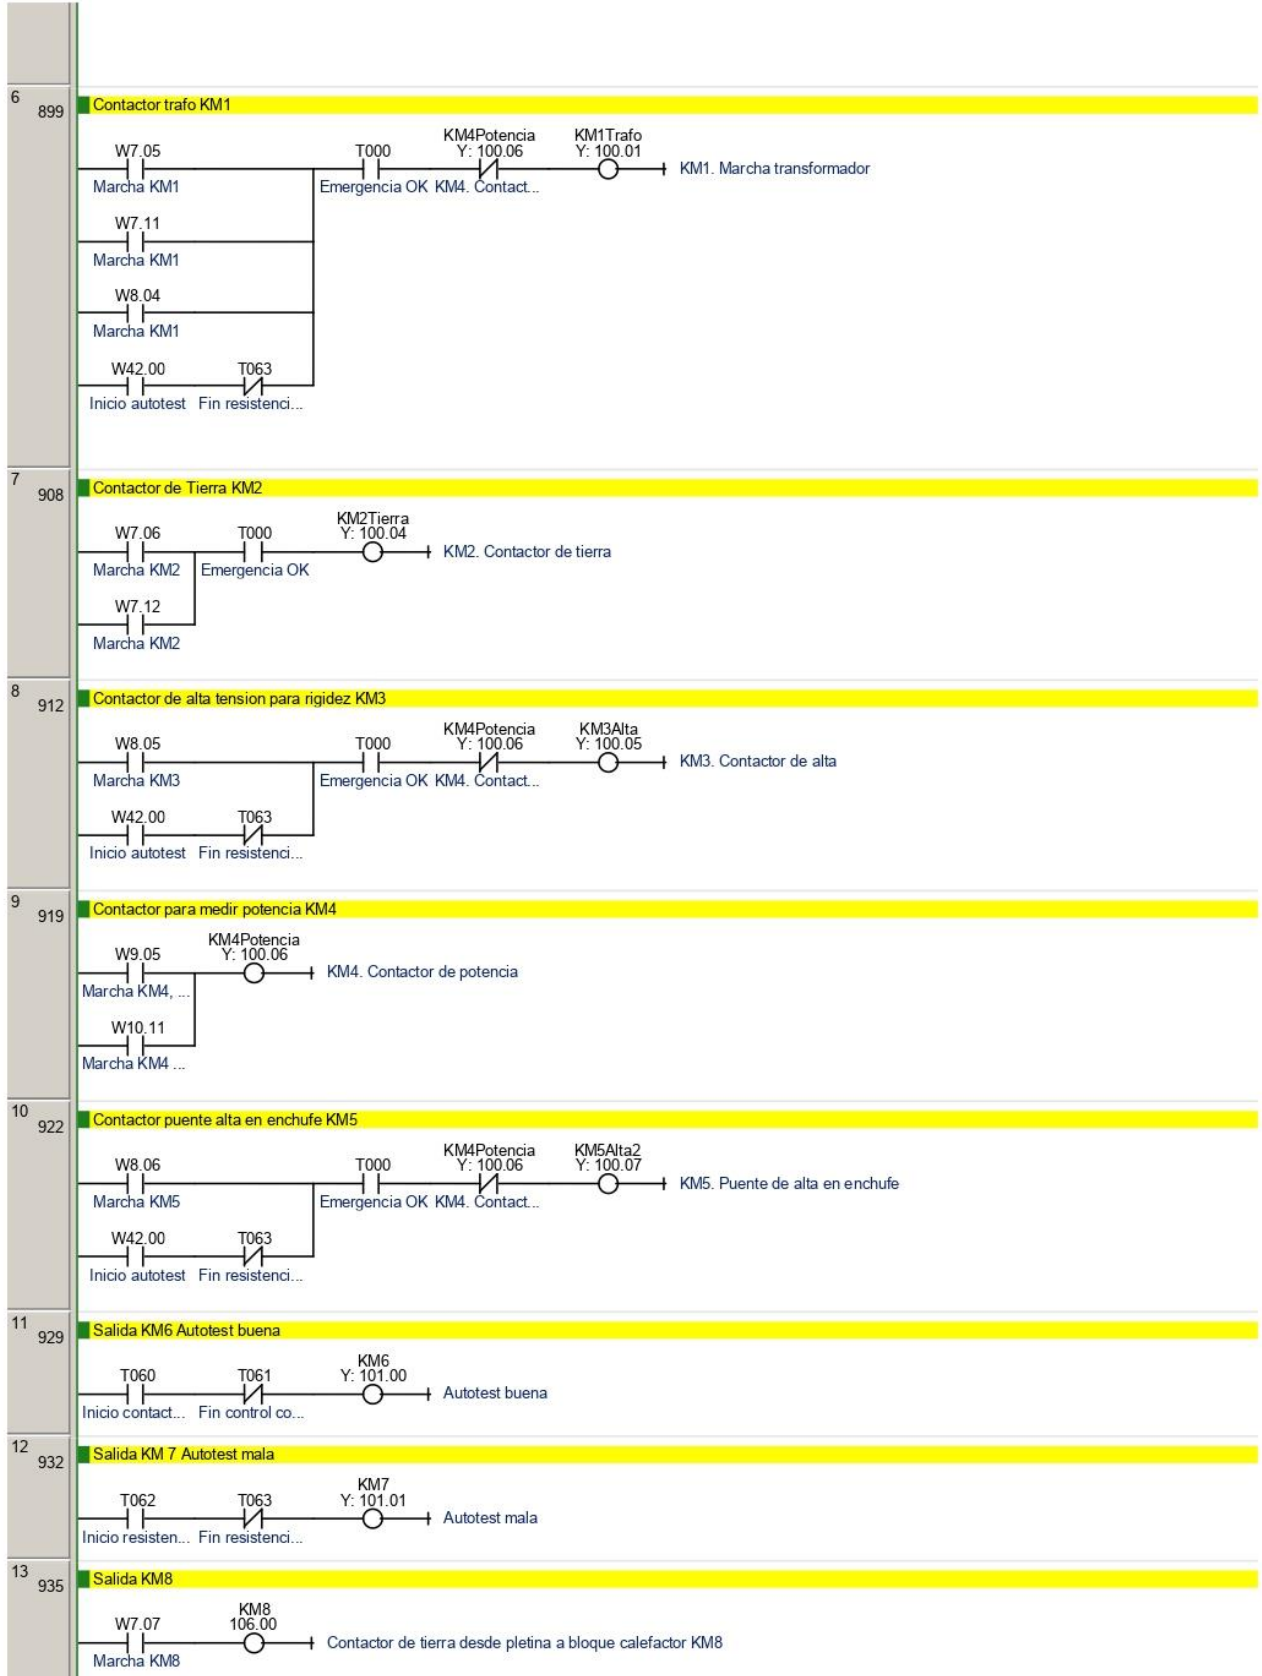 6
899
Contactor trafo KM1
KM4Potencia KM1Trafo
W7.05 T000 Y: 100.06 Y: 100.01
KM1. Marcha transformador
Marcha KM1 Emergencia OK KM4. Contact...
W7.11
Marcha KM1
W8.04
Marcha KM1
W42.00 T063
Inicio autotest Fin resistenci...
7
908
Contactor de Tierra KM2
KM2Tierra
W7.06 T000 Y: 100.04
KM2. Contactor de tierra
Marcha KM2 Emergencia OK
W7.12
Marcha KM2
8
912
Contactor de alta tension para rigidez KM3
KM4Potencia KM3Alta
W8.05 T000 Y: 100.06 Y: 100.05
KM3. Contactor de alta
Marcha KM3 Emergencia OK KM4. Contact...
W42.00 T063
Inicio autotest Fin resistenci...
9
919
Contactor para medir potencia KM4
KM4Potencia
W9.05 Y: 100.06
KM4. Contactor de potencia
Marcha KM4, ...
W10.11
Marcha KM4 ...
10
922
Contactor puente alta en enchufe KM5
KM4Potencia KM5Alta2
W8.06 T000 Y: 100.06 Y: 100.07
KM5. Puente de alta en enchufe
Marcha KM5 Emergencia OK KM4. Contact...
W42.00 T063
Inicio autotest Fin resistenci...
11
929
Salida KM6 Autotest buena
KM6
T060 T061 Y: 101.00
Autotest buena
Inicio contact... Fin control co...
12
932
Salida KM 7 Autotest mala
KM7
T062 T063 Y: 101.01
Autotest mala
Inicio resisten... Fin resistenci...
13
935
Salida KM8
KM8
W7.07 106.00
Contactor de tierra desde pletina a bloque calefactor KM8
Marcha KM8